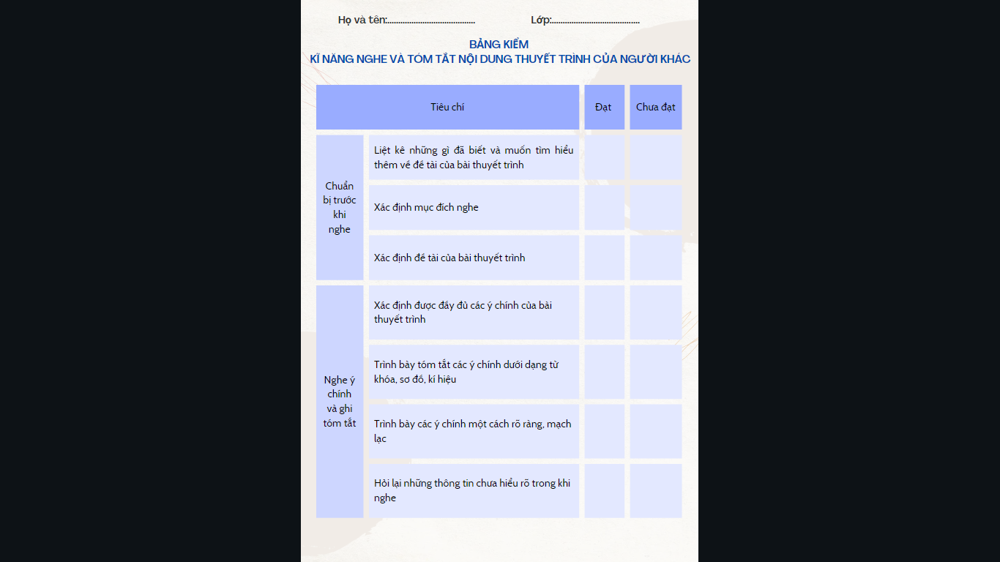 Họ và tên:........................................ Lớp:........................................
BẢNG KIỂM
KĨ NĂNG NGHE VÀ TÓM TẮT NỘI DUNG THUYẾT TRÌNH CỦA NGƯỜI KHÁC
Tiêu chí Đạt Chưa đạt
Chuẩn
bị trước
khi
nghe
Liệt kê những gì đã biết và muốn tìm hiểu
thêm về đề tài của bài thuyết trình
Xác định mục đích nghe
Xác định đề tài của bài thuyết trình
Nghe ý
chính
và ghi
tóm tắt
Xác định được đầy đủ các ý chính của bài
thuyết trình
Trình bày tóm tắt các ý chính dưới dạng từ
khóa, sơ đồ, kí hiệu
Trình bày các ý chính một cách rõ ràng, mạch
lạc
Hỏi lại những thông tin chưa hiểu rõ trong khi
nghe